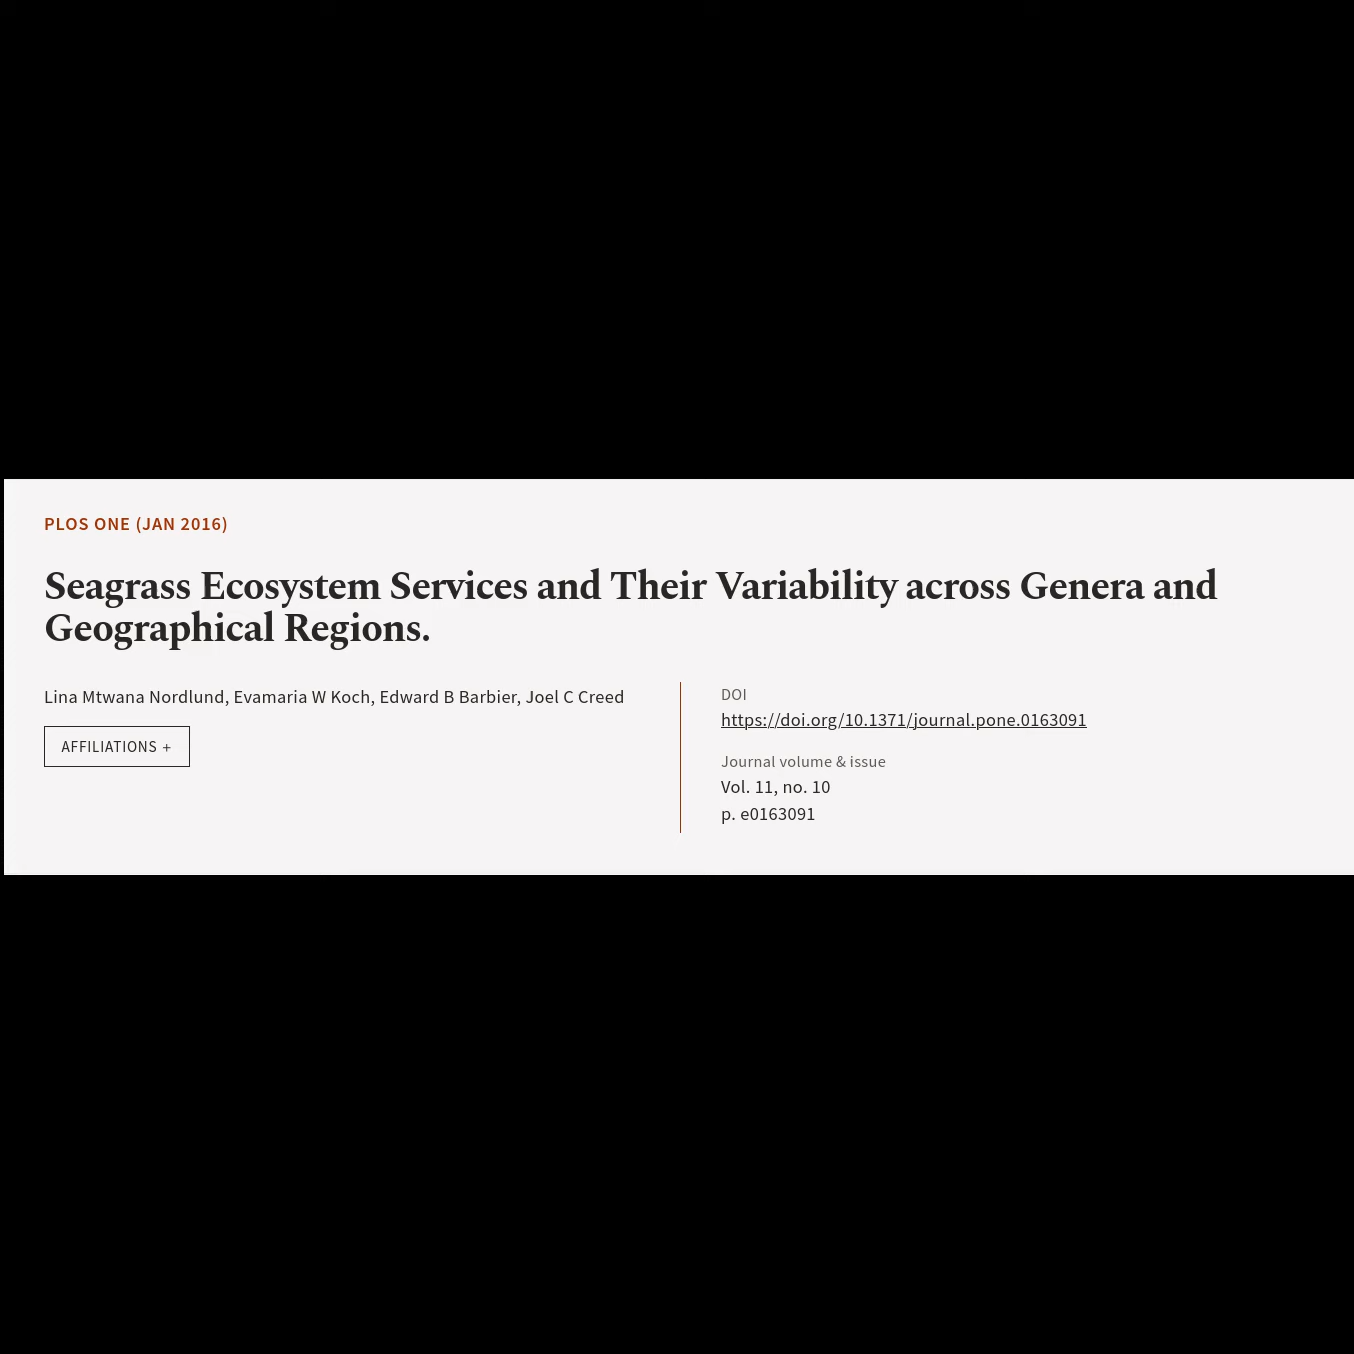 PLOS ONE (JAN 2016)
Seagrass Ecosystem Services and Their Variability across Genera and
Geographical Regions.
Lina Mtwana Nordlund, Evamaria W Koch, Edward B Barbier, Joel C Creed
AFFILIATIONS +
DOI
https://doi.org/10.1371/journal.pone.0163091
Journal volume & issue
Vol. 11, no. 10
p. e0163091